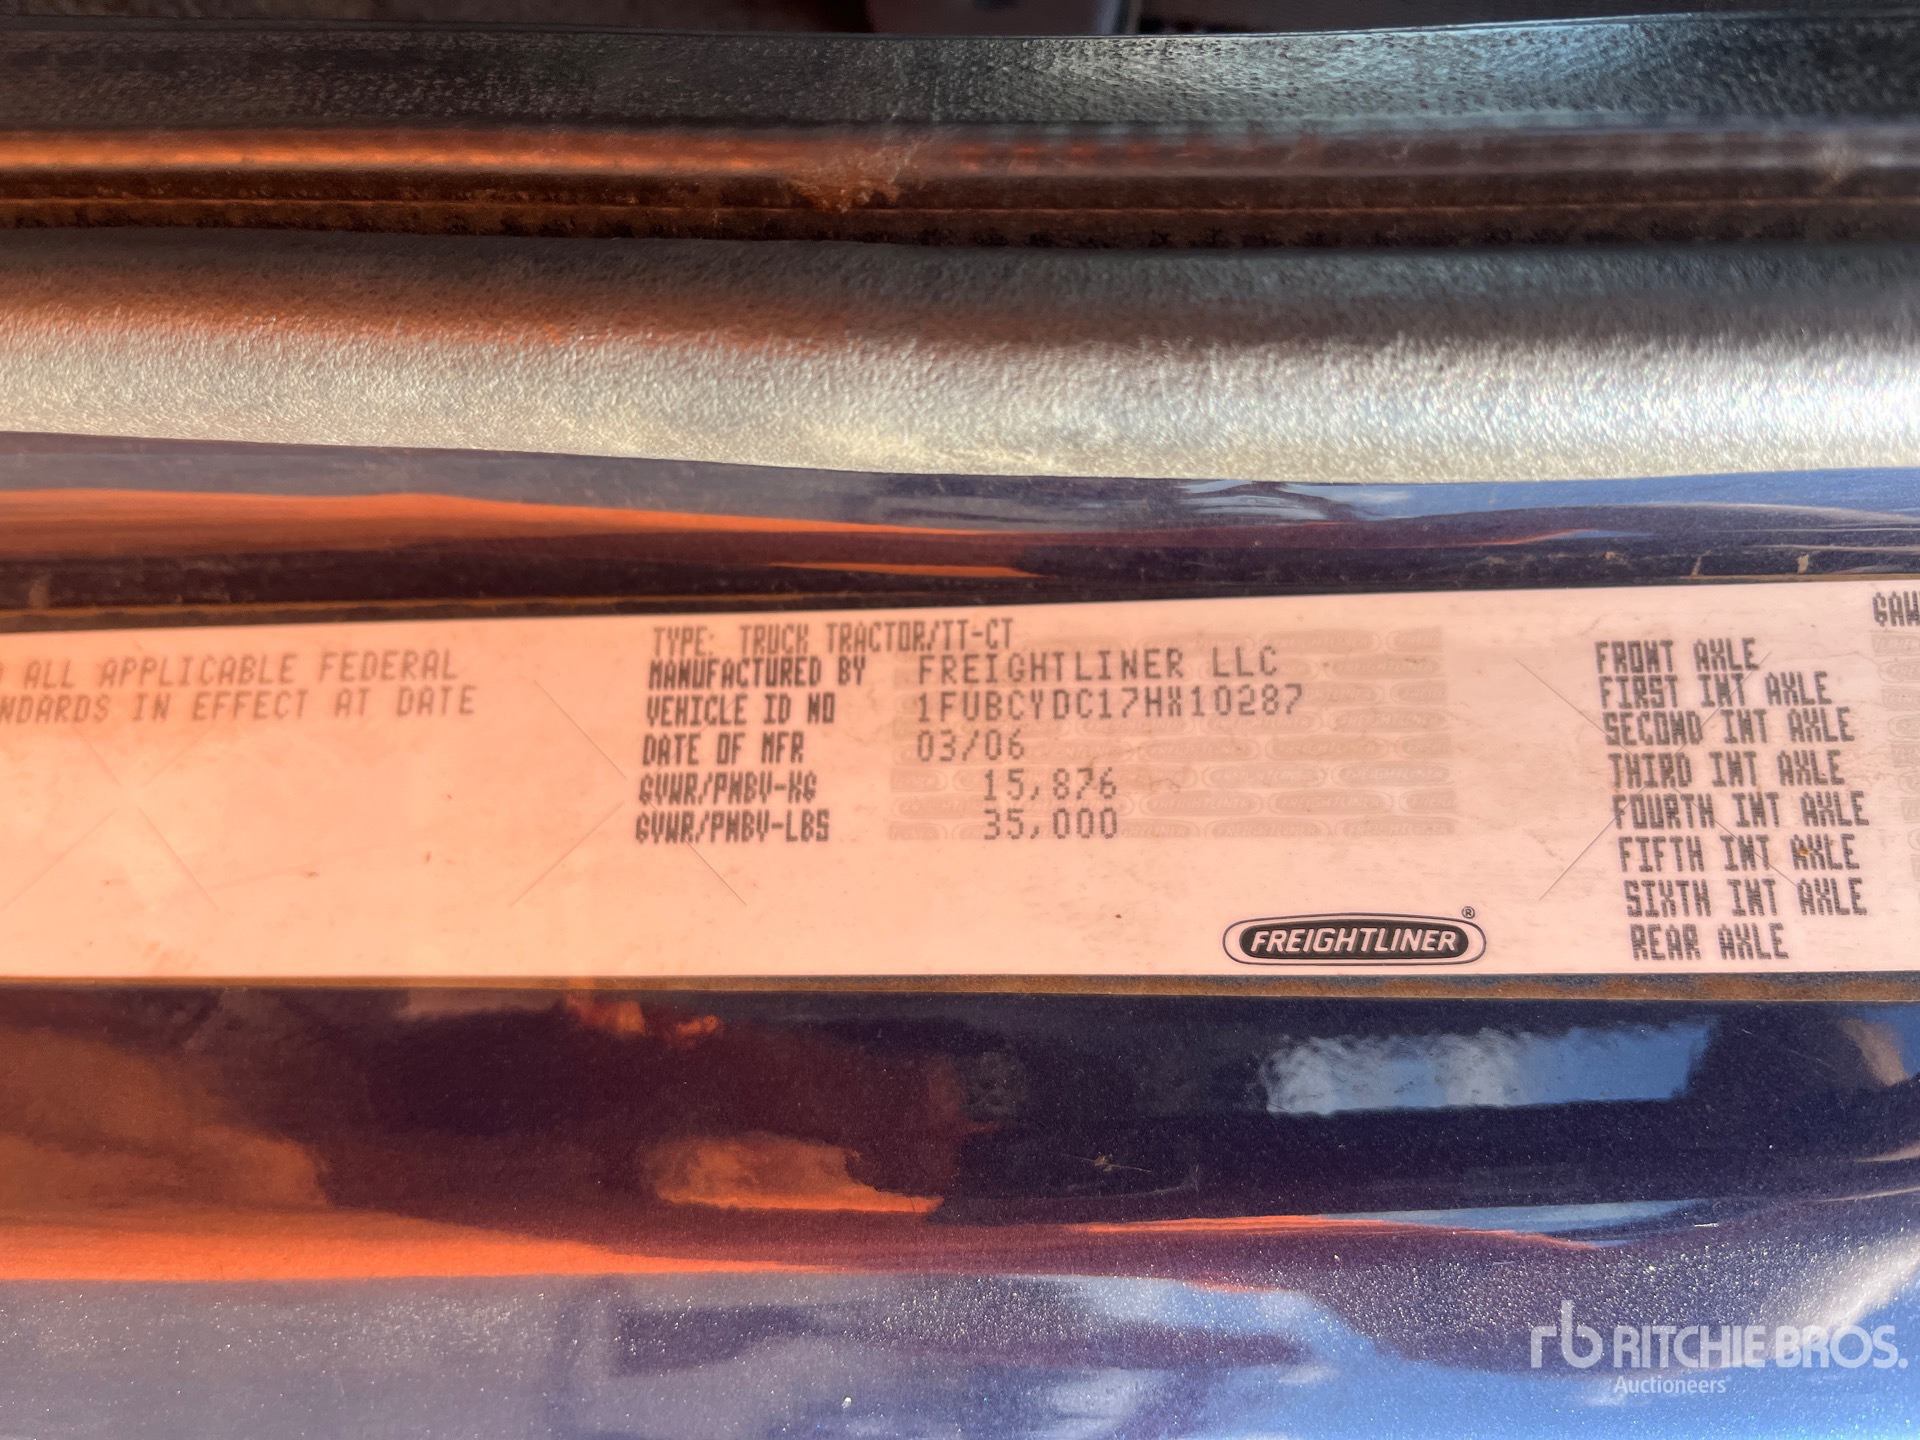 ALL APPLICABLE FEDERAL
NDARDS IN EFFECT AT DATE
TYPE: TRUCK TRACTOR/TT-CT
MANUFACTURED BY FREIGHTLINER LLC
VEHICLE ID NO 1FUBCYDC17HX10287
DATE OF MFR 03/06
GVWR/PNBV-KG 15,876
GVWR/PNBV-LBS 35,000
FREIGHTLINER®
GAW
FRONT AXLE
FIRST INT AXLE
SECOND INT AXLE
THIRD INT AXLE
FOURTH INT AXLE
FIFTH INT AXLE
SIXTH INT AXLE
REAR AXLE
rb RITCHIE BROS.
Auctioneers